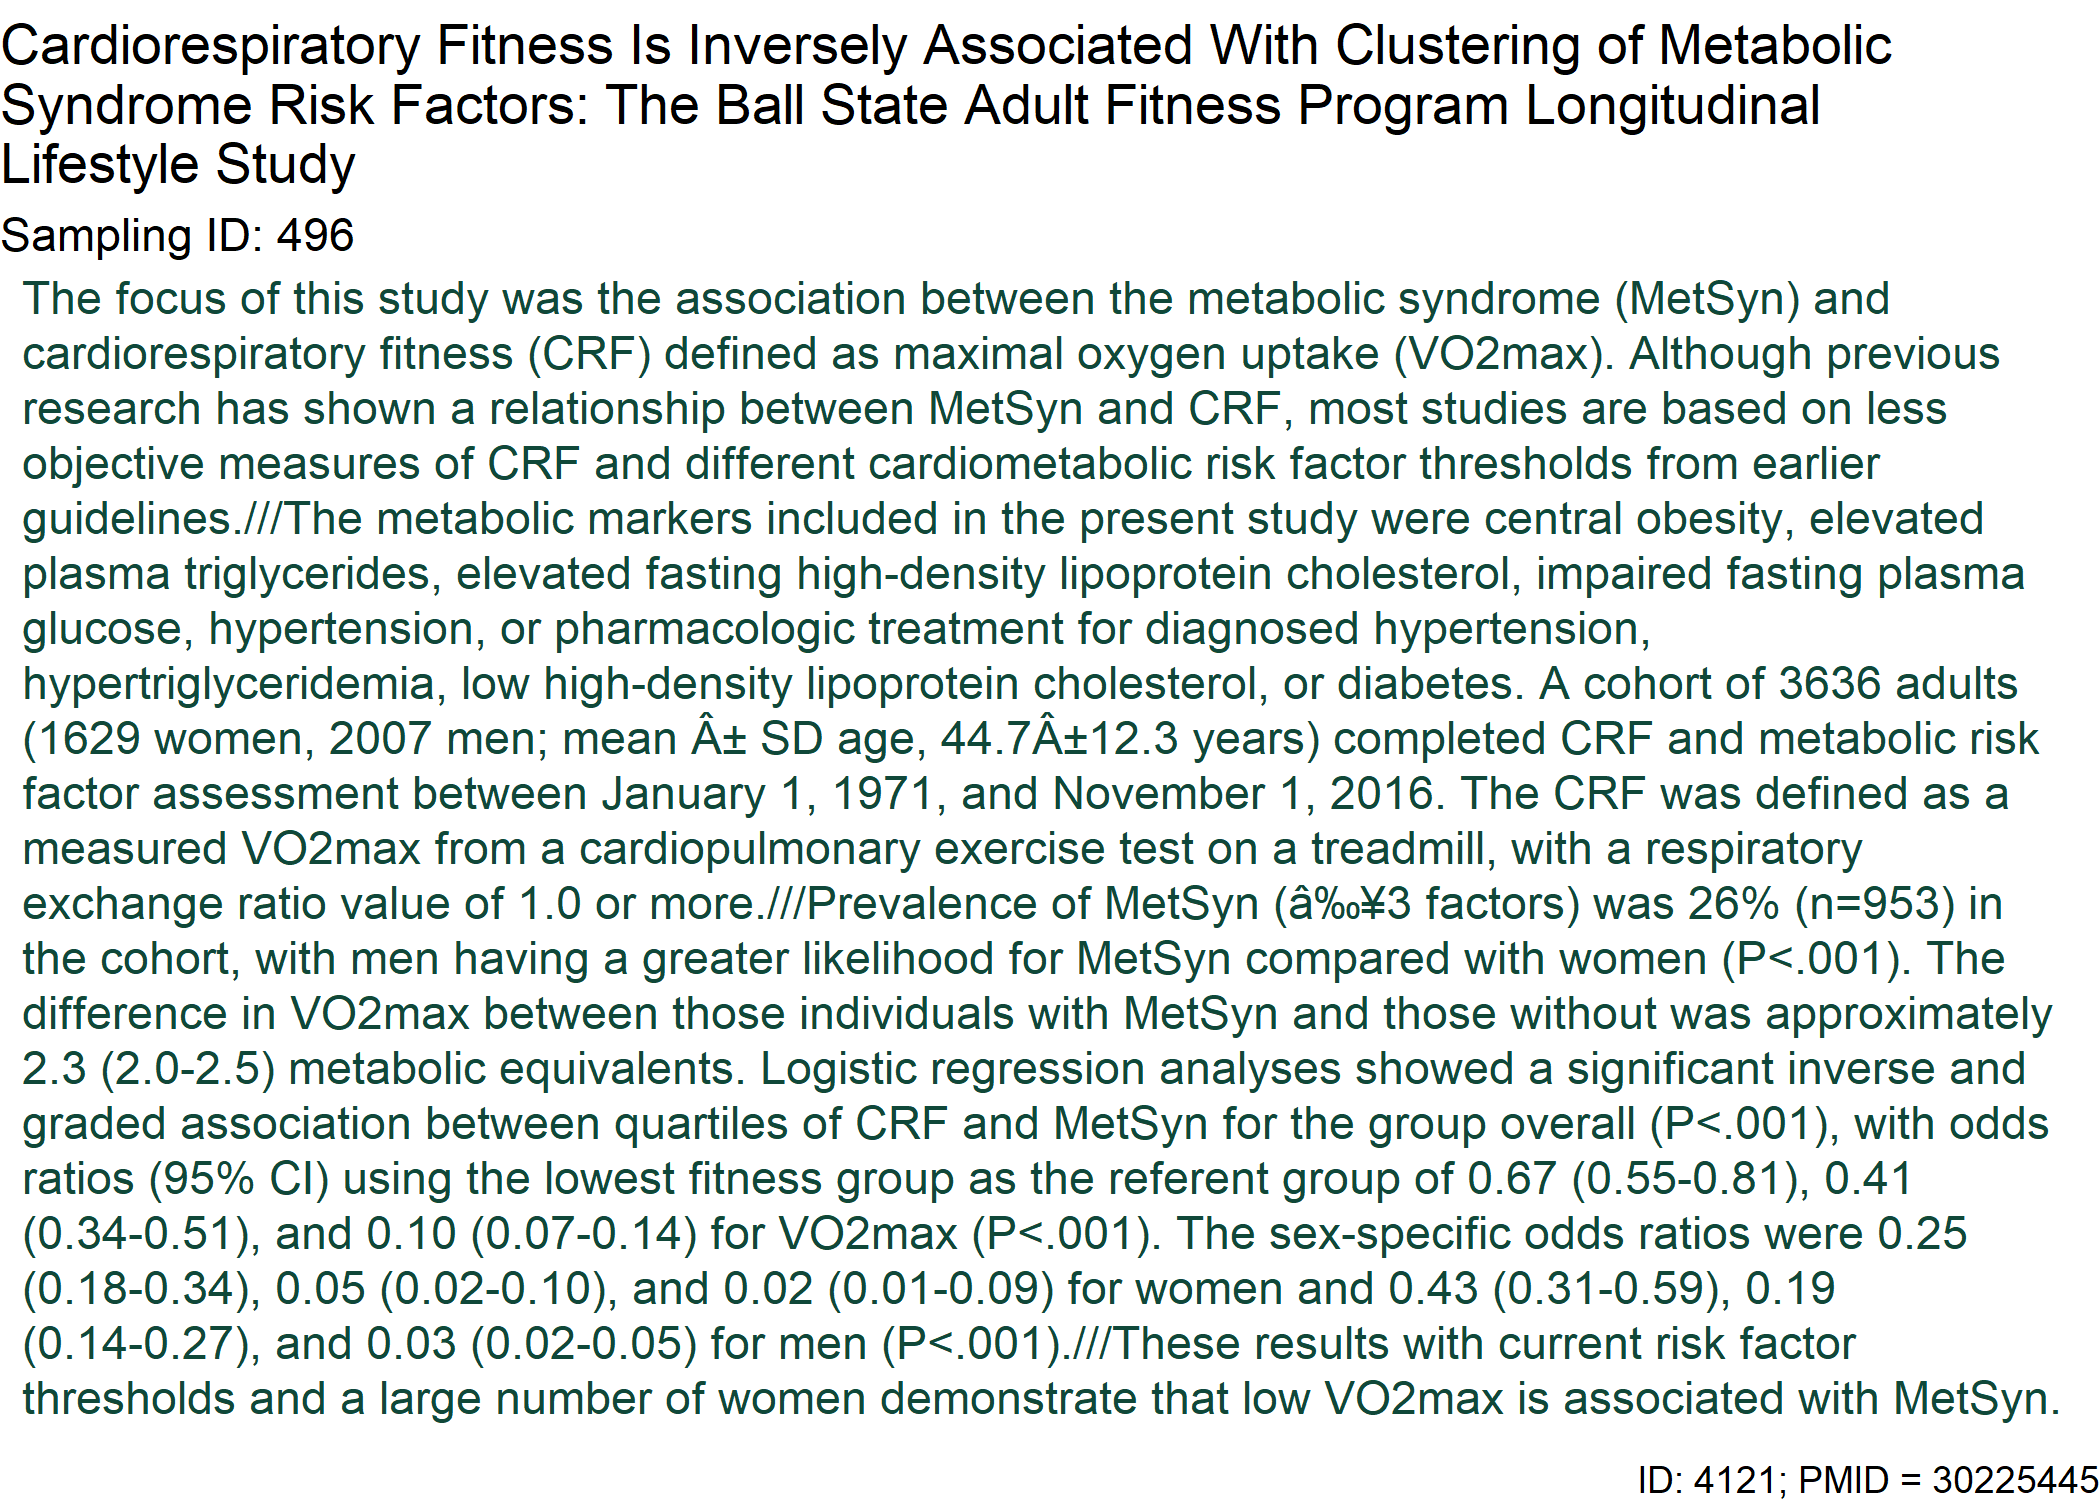 Cardiorespiratory Fitness Is Inversely Associated With Clustering of Metabolic
Syndrome Risk Factors: The Ball State Adult Fitness Program Longitudinal
Lifestyle Study
Sampling ID: 496
The focus of this study was the association between the metabolic syndrome (MetSyn) and
cardiorespiratory fitness (CRF) defined as maximal oxygen uptake (VO2max). Although previous
research has shown a relationship between MetSyn and CRF, most studies are based on less
objective measures of CRF and different cardiometabolic risk factor thresholds from earlier
guidelines.///The metabolic markers included in the present study were central obesity, elevated
plasma triglycerides, elevated fasting high-density lipoprotein cholesterol, impaired fasting plasma
glucose, hypertension, or pharmacologic treatment for diagnosed hypertension,
hypertriglyceridemia, low high-density lipoprotein cholesterol, or diabetes. A cohort of 3636 adults
(1629 women, 2007 men; mean Â± SD age, 44.7Â±12.3 years) completed CRF and metabolic risk
factor assessment between January 1, 1971, and November 1, 2016. The CRF was defined as a
measured VO2max from a cardiopulmonary exercise test on a treadmill, with a respiratory
exchange ratio value of 1.0 or more.///Prevalence of MetSyn (â‰¥3 factors) was 26% (n=953) in
the cohort, with men having a greater likelihood for MetSyn compared with women (P<.001). The
difference in VO2max between those individuals with MetSyn and those without was approximately
2.3 (2.0-2.5) metabolic equivalents. Logistic regression analyses showed a significant inverse and
graded association between quartiles of CRF and MetSyn for the group overall (P<.001), with odds
ratios (95% CI) using the lowest fitness group as the referent group of 0.67 (0.55-0.81), 0.41
(0.34-0.51), and 0.10 (0.07-0.14) for VO2max (P<.001). The sex-specific odds ratios were 0.25
(0.18-0.34), 0.05 (0.02-0.10), and 0.02 (0.01-0.09) for women and 0.43 (0.31-0.59), 0.19
(0.14-0.27), and 0.03 (0.02-0.05) for men (P<.001).///These results with current risk factor
thresholds and a large number of women demonstrate that low VO2max is associated with MetSyn.
ID: 4121; PMID = 30225445